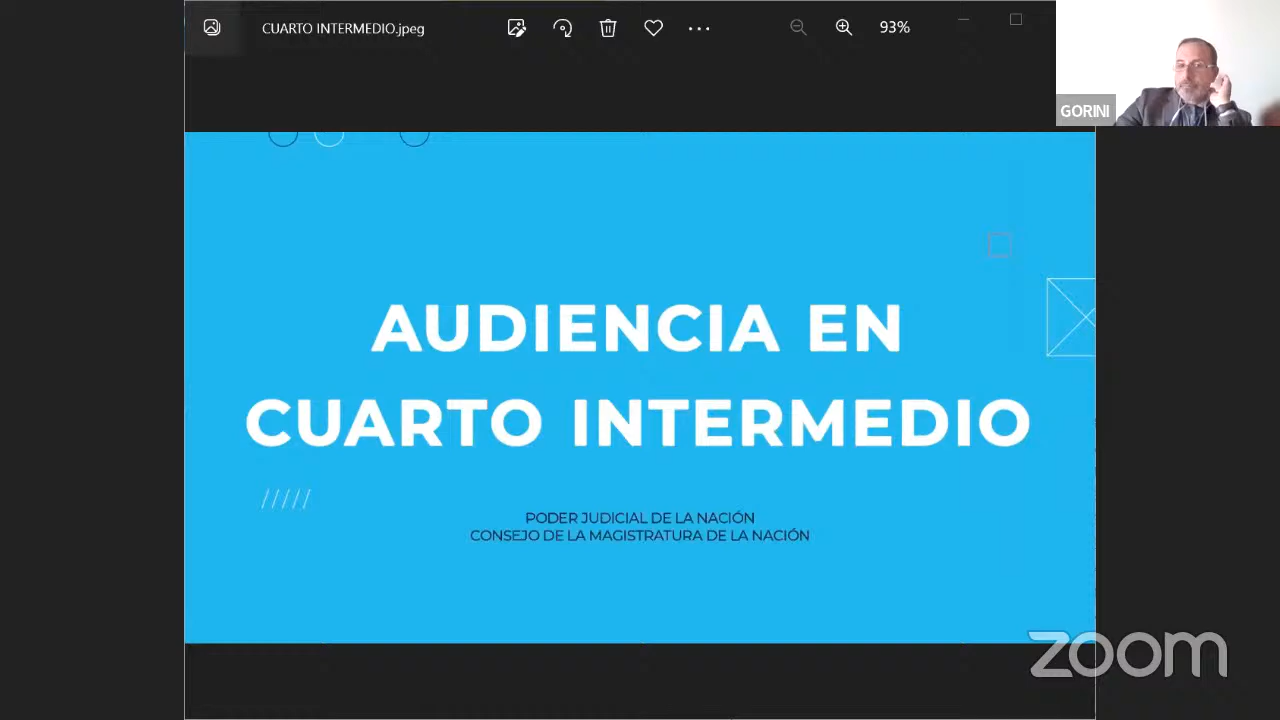 CUARTO INTERMEDIO.jpeg
93%
GORINI
AUDIENCIA EN
CUARTO INTERMEDIO
PODER JUDICIAL DE LA NACIÓN
CONSEJO DE LA MAGISTRATURA DE LA NACIÓN
zoom